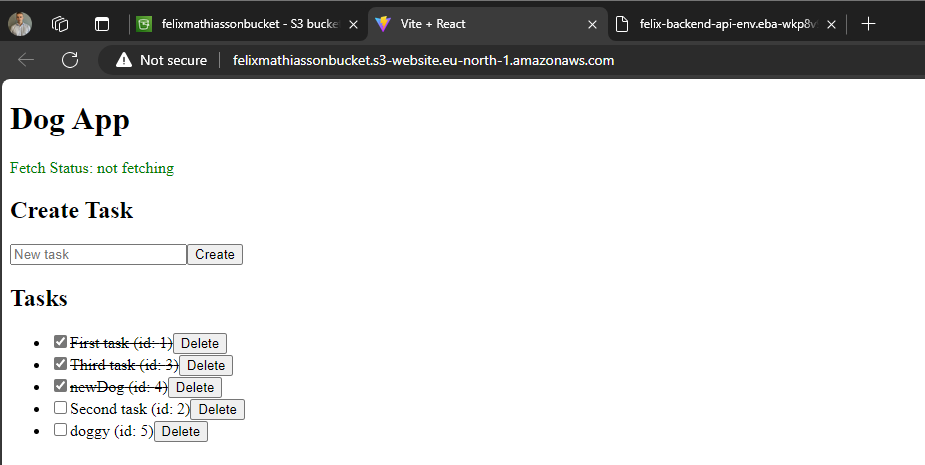 felixmathiassonbucket - S3 bucke
Vite + React
felix-backend-api-env.eba-wkp8v
Not secure
felixmathiassonbucket.s3-website.eu-north-1.amazonaws.com
Dog App
Fetch Status: not fetching
Create Task
New task Create
Tasks
First task (id: 1) Delete
Third task (id: 3) Delete
newDog (id: 4) Delete
Second task (id: 2) Delete
doggy (id: 5) Delete